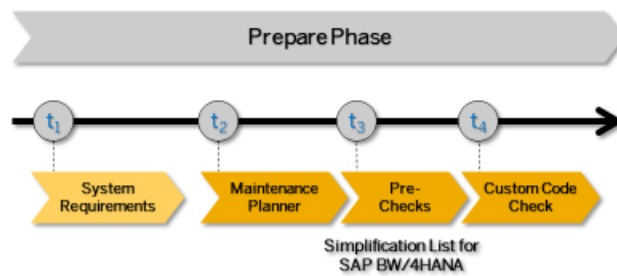 Prepare Phase
t1
t2
t3
t4
System
Requirements
Maintenance
Planner
Pre-
Checks
Custom Code
Check
Simplification List for
SAP BW/4HANA